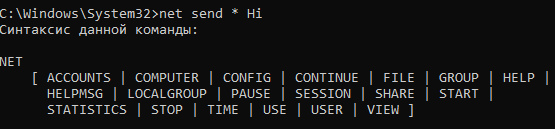 C:\Windows\System32>net send * Hi
Синтаксис данной команды:
NET
[ ACCOUNTS | COMPUTER | CONFIG | CONTINUE | FILE | GROUP | HELP |
HELPMSG | LOCALGROUP | PAUSE | SESSION | SHARE | START |
STATISTICS | STOP | TIME | USE | USER | VIEW ]